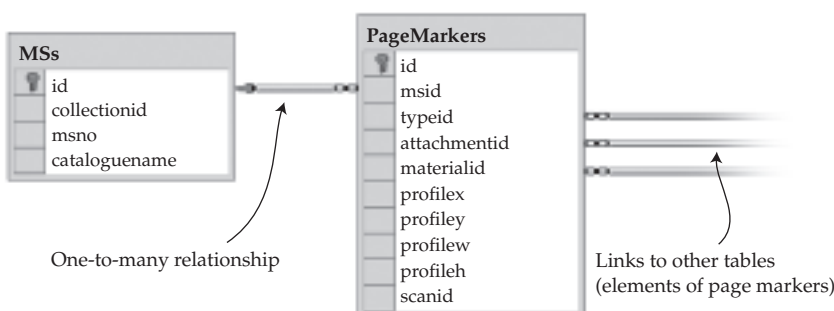 MSs
id
collectionid
msno
cataloguename
PageMarkers
id
msid
typeid
attachmentid
materialid
profilex
profiley
profilew
profileh
scanid
One-to-many relationship
Links to other tables
(elements of page markers)